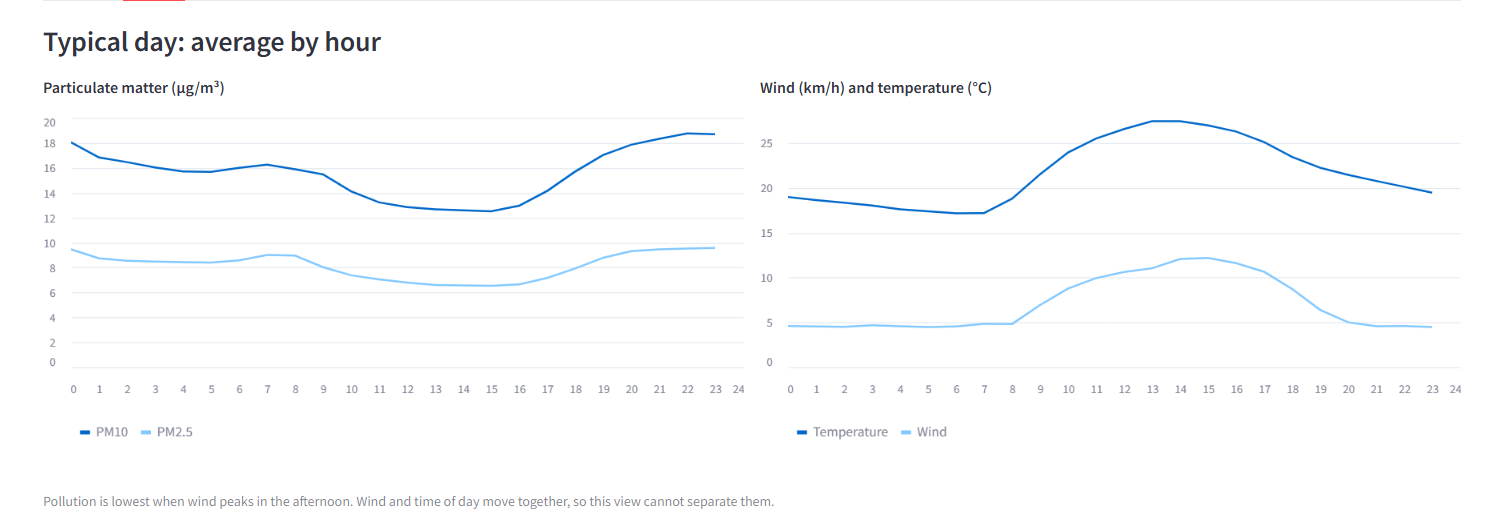 Typical day: average by hour
Particulate matter (µg/m³)
20
18
16
14
12
10
8
6
4
2
0
0 1 2 3 4 5 6 7 8 9 10 11 12 13 14 15 16 17 18 19 20 21 22 23 24
PM10 PM2.5
Wind (km/h) and temperature (°C)
25
20
15
10
5
0
0 1 2 3 4 5 6 7 8 9 10 11 12 13 14 15 16 17 18 19 20 21 22 23 24
Temperature Wind
Pollution is lowest when wind peaks in the afternoon. Wind and time of day move together, so this view cannot separate them.